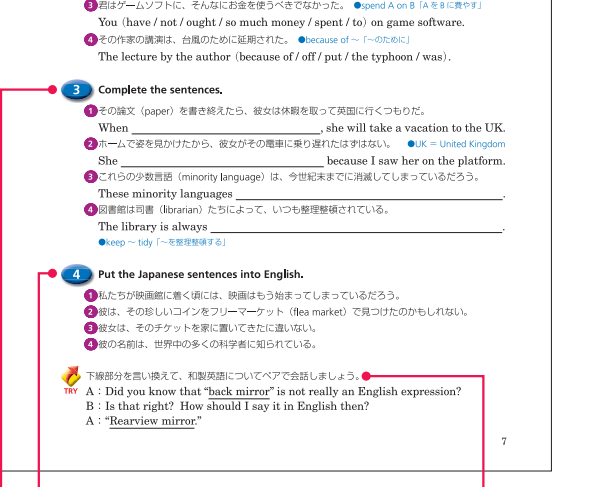 3 君はゲームソフトに、そんなにお金を使うべきでなかった。 ●spend A on B「A を B に費やす」
You (have / not / ought / so much money / spent / to) on game software.
4 その作家の講演は、台風のために延期された。 ●because of ~「~のために」
The lecture by the author (because of / off / put / the typhoon / was).
3 Complete the sentences.
1 その論文（paper）を書き終えたら、彼女は休暇を取って英国に行くつもりだ。
When ______, she will take a vacation to the UK.
2 ホームで姿を見かけたから、彼女がその電車に乗り遅れたはずはない。 ●UK = United Kingdom
She ______ because I saw her on the platform.
3 これらの少数言語（minority language）は、今世紀末までに消滅してしまっているだろう。
These minority languages ______.
4 図書館は司書（librarian）たちによって、いつも整理整頓されている。
The library is always ______.
●keep ~ tidy「~を整理整頓する」
4 Put the Japanese sentences into English.
1 私たちが映画館に着く頃には、映画はもう始まってしまっているだろう。
2 彼は、その珍しいコインをフリーマーケット（flea market）で見つけたのかもしれない。
3 彼女は、そのチケットを家に置いてきたに違いない。
4 彼の名前は、世界中の多くの科学者に知られている。
TRY 下線部分を言い換えて、和製英語についてペアで会話しましょう。
A : Did you know that “back mirror” is not really an English expression?
B : Is that right? How should I say it in English then?
A : “Rearview mirror.”
7